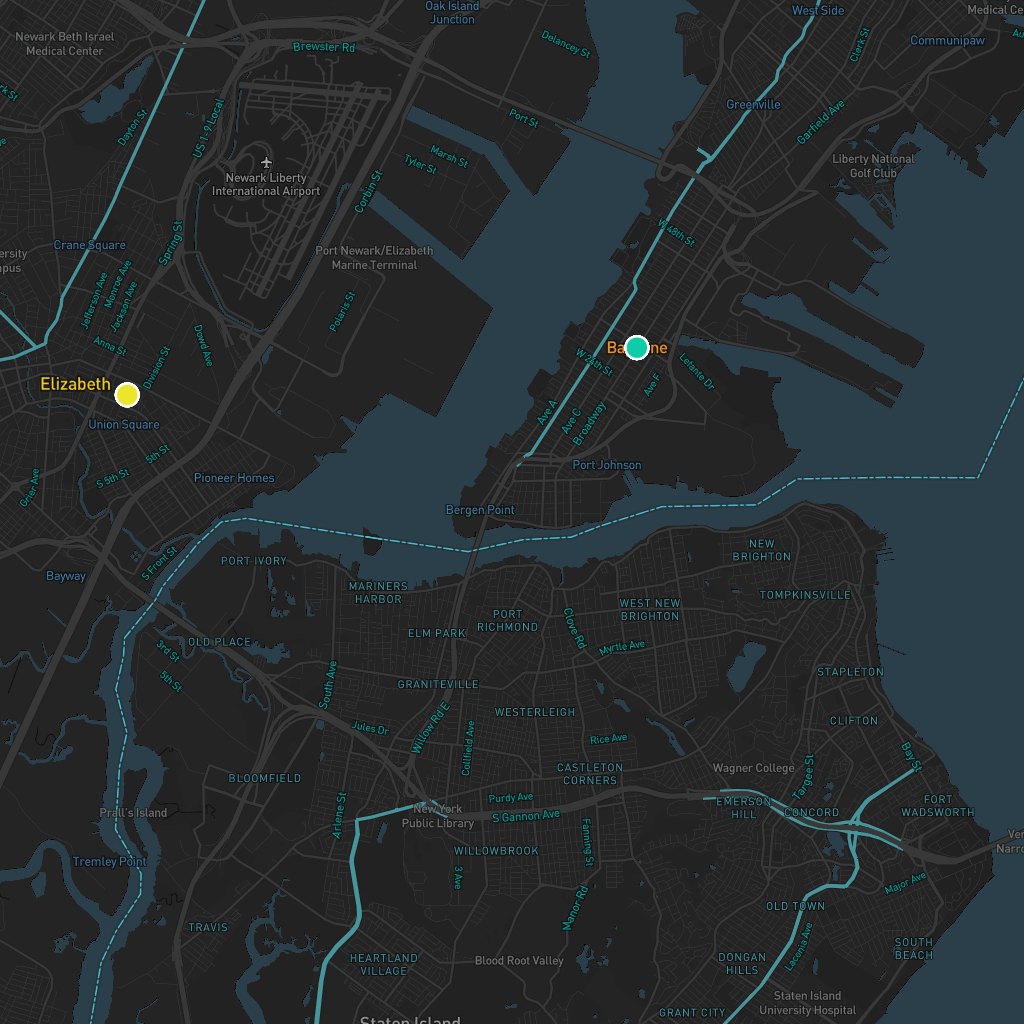 Oak Island
Junction
West Side
Medical Ce
Newark Beth Israel
Medical Center
Brewster Rd
Delancey St
Clerk St
Communipaw
Dayton St
US 1-9 Local
Port St
Greenville
Garfield Ave
Marsh St
Tyler St
Newark Liberty
International Airport
Corbin St
Liberty National
Golf Club
Spring St
Crane Square
W 48th St
Port Newark/Elizabeth
Marine Terminal
ersity
mpus
Jefferson Ave
Monroe Ave
Jackson Ave
Polaris St
Anna St
Dowd Ave
Division St
W 24th St
Lefante Dr
Elizabeth
Ave F
Union Square
Ave A
Ave C
Broadway
5th St
S 5th St
Grier Ave
Pioneer Homes
Port Johnson
Bergen Point
S Front St
PORT IVORY
NEW
BRIGHTON
Bayway
MARINERS
HARBOR
TOMPKINSVILLE
WEST NEW
BRIGHTON
PORT
RICHMOND
Clove Rd
ELM PARK
OLD PLACE
3rd St
5th St
Myrtle Ave
STAPLETON
South Ave
GRANITEVILLE
WESTERLEIGH
CLIFTON
Willow Rd E
Jules Dr
Collfield Ave
Rice Ave
Bay St
BLOOMFIELD
CASTLETON
CORNERS
Wagner College
Targee St
Purdy Ave
EMERSON
HILL
CONCORD
FORT
WADSWORTH
Prall's Island
Arlene St
New York
Public Library
S Gannon Ave
Fanning St
Narro
WILLOWBROOK
Tremley Point
3 Ave
Major Ave
Manor Rd
OLD TOWN
TRAVIS
Laconia Ave
SOUTH
BEACH
HEARTLAND
VILLAGE
Blood Root Valley
DONGAN
HILLS
Staten Island
University Hospital
GRANT CITY
Staten Island